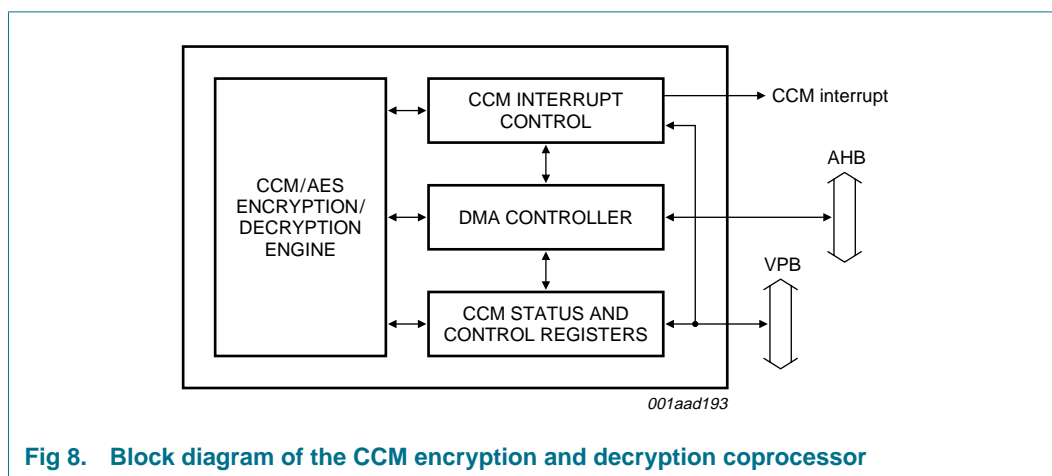 CCM INTERRUPT
CONTROL
CCM interrupt
AHB
CCM/AES
ENCRYPTION/
DECRYPTION
ENGINE
DMA CONTROLLER
VPB
CCM STATUS AND
CONTROL REGISTERS
001aad193
Fig 8. Block diagram of the CCM encryption and decryption coprocessor